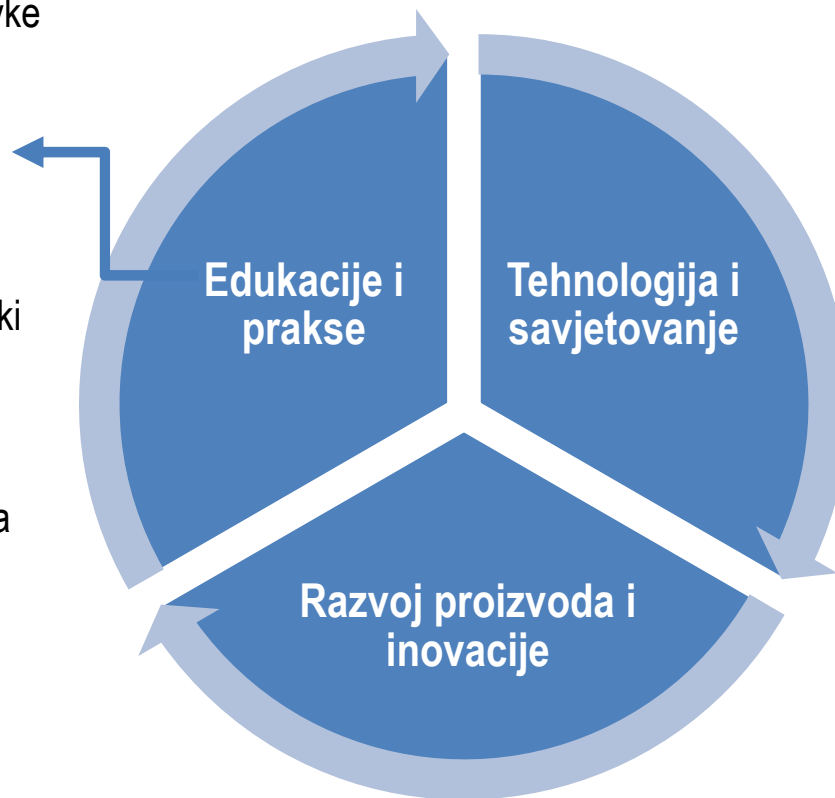 Edukacije i
prakse
Tehnologija i
savjetovanje
Razvoj proizvoda i
inovacije